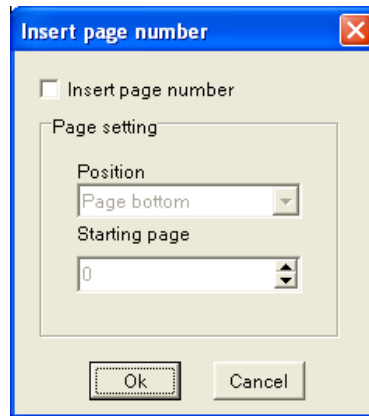 Insert page number
Insert page number
Page setting
Position
Page bottom
Starting page
0
Ok Cancel